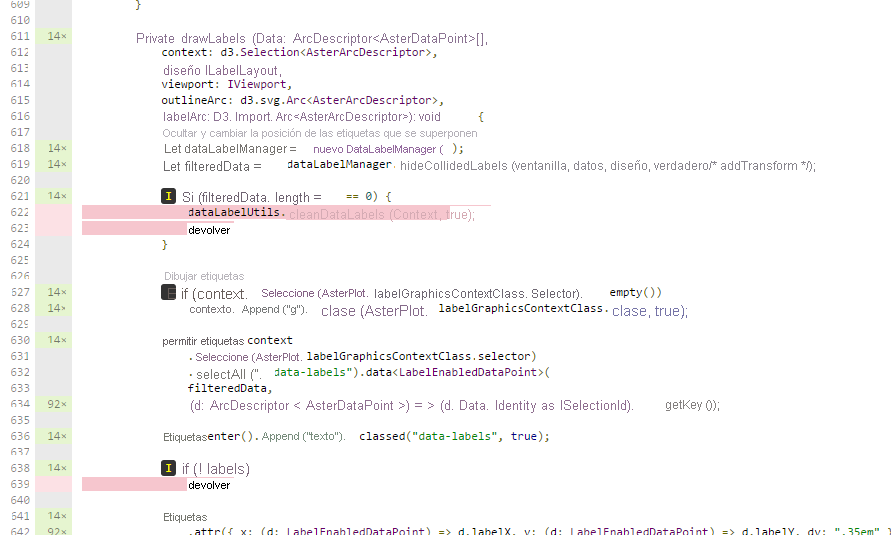 609 }
610
611 14× Private drawLabels (Data: ArcDescriptor<AsterDataPoint>[],
612 context: d3.Selection<AsterArcDescriptor>,
613 diseño ILabelLayout,
614 viewport: IViewport,
615 outlineArc: d3.svg.Arc<AsterArcDescriptor>,
616 labelArc: D3. Import. Arc<AsterArcDescriptor>): void {
617 Ocultar y cambiar la posición de las etiquetas que se superponen
618 14× Let dataLabelManager = nuevo DataLabelManager ( );
619 14× Let filteredData = dataLabelManager. hideCollidedLabels (ventanilla, datos, diseño, verdadero/* addTransform */);
620
621 14× I Si (filteredData. length = == 0) {
622 dataLabelUtils. cleanDataLabels (Context, true);
623 devolver
624 }
625
626 Dibujar etiquetas
627 14× E if (context. Seleccione (AsterPlot. labelGraphicsContextClass. Selector). empty())
628 14× contexto. Append ("g"). clase (AsterPlot. labelGraphicsContextClass. clase, true);
629
630 14× permitir etiquetas context
631 . Seleccione (AsterPlot. labelGraphicsContextClass.selector)
632 . selectAll (". data-labels").data<LabelEnabledDataPoint>(
633 filteredData,
634 92× (d: ArcDescriptor < AsterDataPoint >) = > (d. Data. Identity as ISelectionId). getKey ());
635
636 14× Etiquetas enter(). Append ("texto"). classed("data-labels", true);
637
638 14× I if (! labels)
639 devolver
640
641 14× Etiquetas
642 92× .attr({ x: (d: LabelEnabledDataPoint) => d.labelX, y: (d: LabelEnabledDataPoint) => d.labelY, dy: ".35em" }